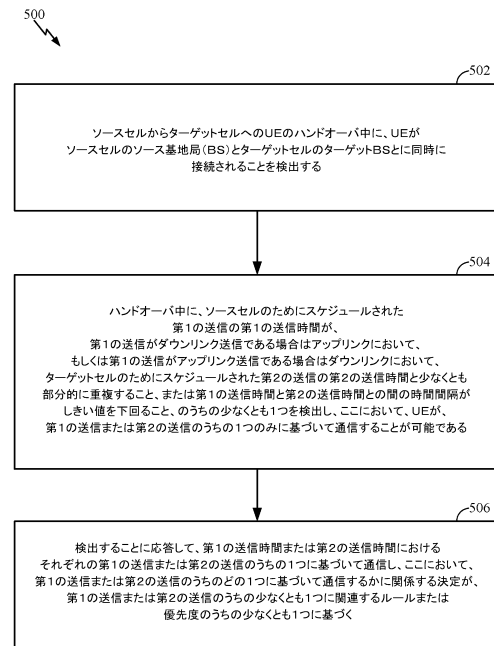 500
502
ソースセルからターゲットセルへのUEのハンドオーバ中に、UEが
ソースセルのソース基地局（BS）とターゲットセルのターゲットBSとに同時に
接続されることを検出する
504
ハンドオーバ中に、ソースセルのためにスケジュールされた
第1の送信の第1の送信時間が、
第1の送信がダウンリンク送信である場合はアップリンクにおいて、
もしくは第1の送信がアップリンク送信である場合はダウンリンクにおいて、
ターゲットセルのためにスケジュールされた第2の送信の第2の送信時間と少なくとも
部分的に重複すること、または第1の送信時間と第2の送信時間との間の時間間隔が
しきい値を下回ること、のうちの少なくとも1つを検出し、ここにおいて、UEが、
第1の送信または第2の送信のうちの1つのみに基づいて通信することが可能である
506
検出することに応答して、第1の送信時間または第2の送信時間における
それぞれの第1の送信または第2の送信のうちの1つに基づいて通信し、ここにおいて、
第1の送信または第2の送信のうちのどの1つに基づいて通信するかに関係する決定が、
第1の送信または第2の送信のうちの少なくとも1つに関連するルールまたは
優先度のうちの少なくとも1つに基づく